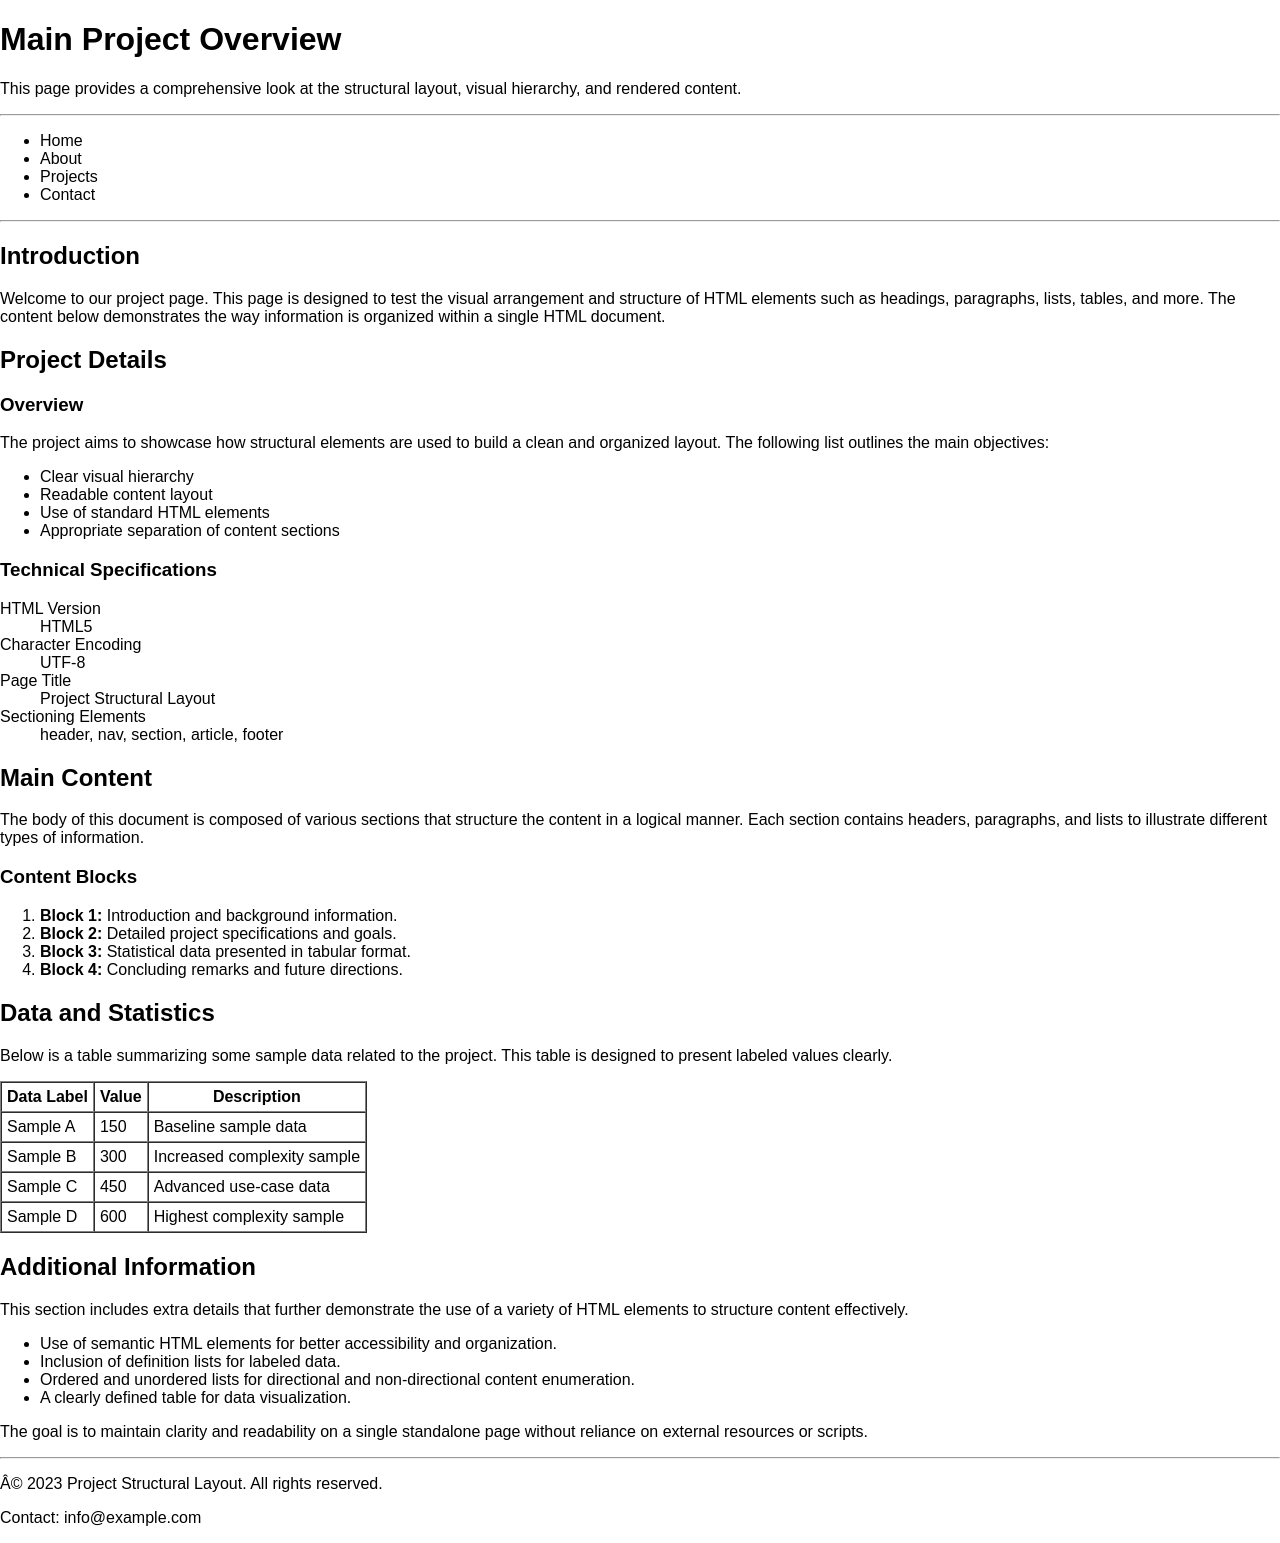 Main Project Overview
This page provides a comprehensive look at the structural layout, visual hierarchy, and rendered content.
Home
About
Projects
Contact
Introduction
Welcome to our project page. This page is designed to test the visual arrangement and structure of HTML elements such as headings, paragraphs, lists, tables, and more. The
content below demonstrates the way information is organized within a single HTML document.
Project Details
Overview
The project aims to showcase how structural elements are used to build a clean and organized layout. The following list outlines the main objectives:
Clear visual hierarchy
Readable content layout
Use of standard HTML elements
Appropriate separation of content sections
Technical Specifications
HTML Version
HTML5
Character Encoding
UTF-8
Page Title
Project Structural Layout
Sectioning Elements
header, nav, section, article, footer
Main Content
The body of this document is composed of various sections that structure the content in a logical manner. Each section contains headers, paragraphs, and lists to illustrate different
types of information.
Content Blocks
1. Block 1: Introduction and background information.
2. Block 2: Detailed project specifications and goals.
3. Block 3: Statistical data presented in tabular format.
4. Block 4: Concluding remarks and future directions.
Data and Statistics
Below is a table summarizing some sample data related to the project. This table is designed to present labeled values clearly.
Data Label Value Description
Sample A 150 Baseline sample data
Sample B 300 Increased complexity sample
Sample C 450 Advanced use-case data
Sample D 600 Highest complexity sample
Additional Information
This section includes extra details that further demonstrate the use of a variety of HTML elements to structure content effectively.
Use of semantic HTML elements for better accessibility and organization.
Inclusion of definition lists for labeled data.
Ordered and unordered lists for directional and non-directional content enumeration.
A clearly defined table for data visualization.
The goal is to maintain clarity and readability on a single standalone page without reliance on external resources or scripts.
Â© 2023 Project Structural Layout. All rights reserved.
Contact: info@example.com